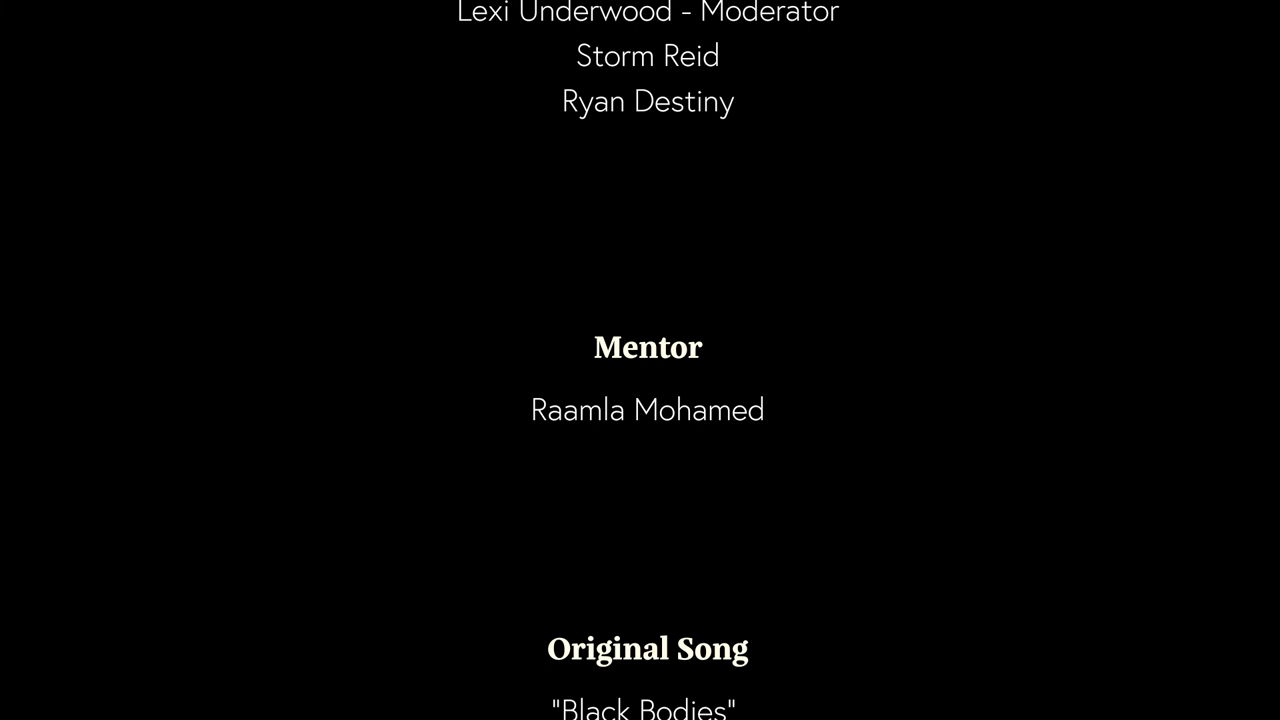 Lexi Underwood - Moderator
Storm Reid
Ryan Destiny
Mentor
Raamla Mohamed
Original Song
"Black Bodies"